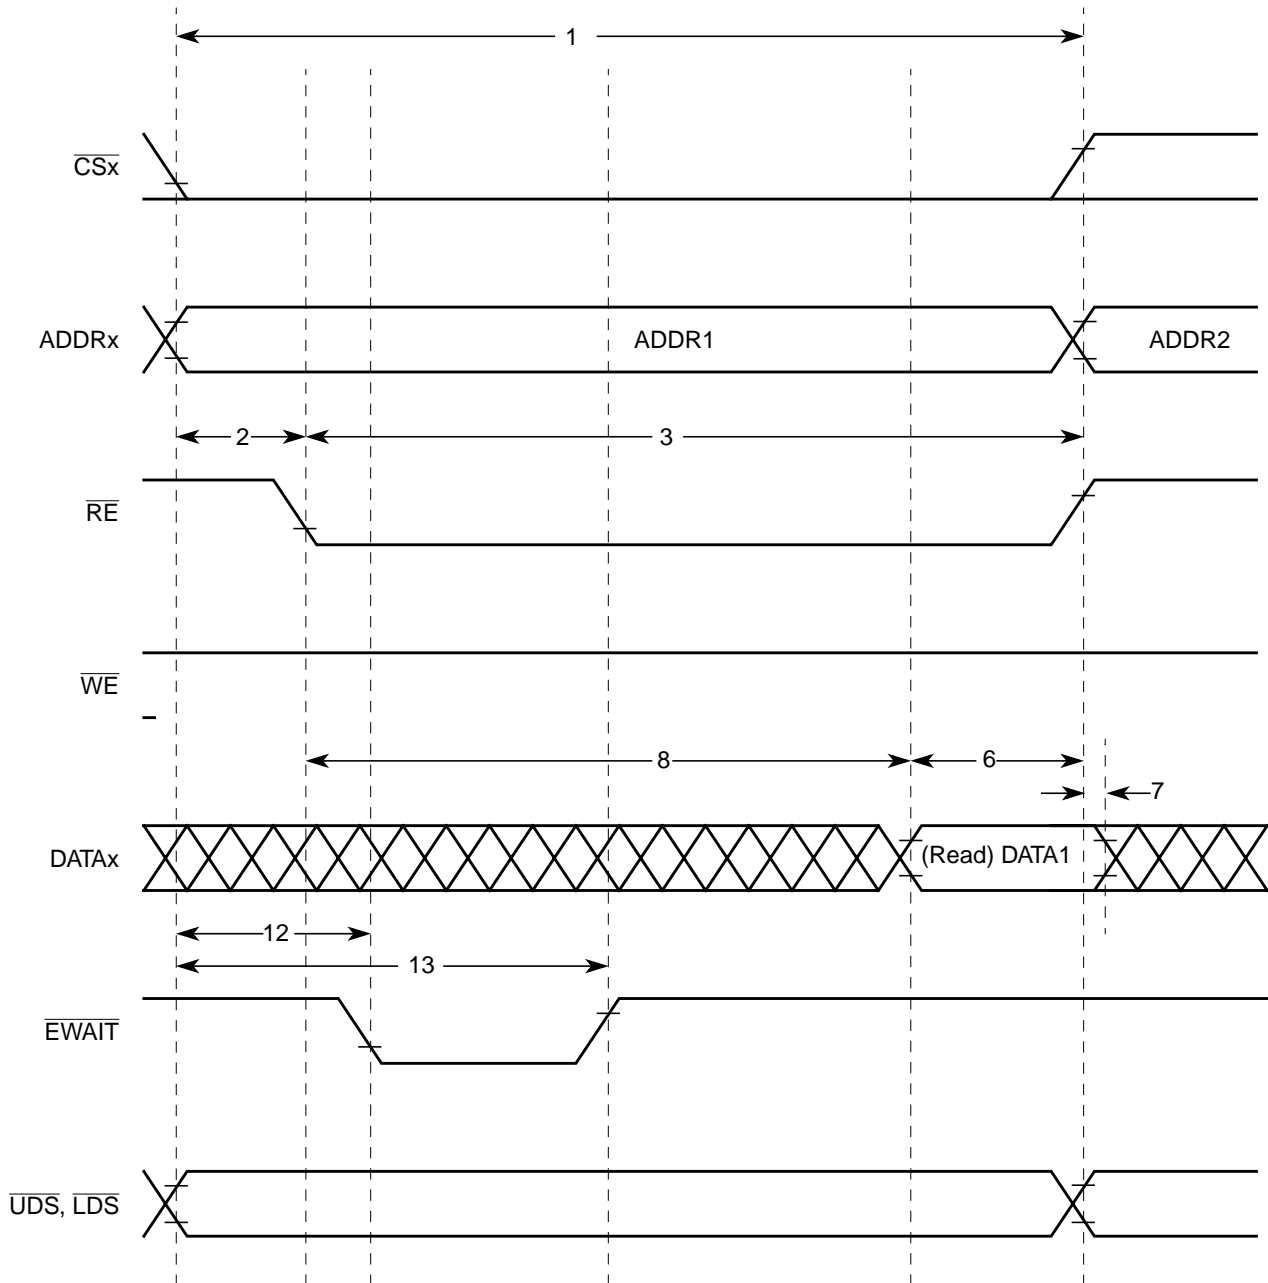 1
CSx
ADDRx ADDR1 ADDR2
2 3
RE
WE
8 6
7
DATAx (Read) DATA1
12
13
EWAIT
UDS, LDS